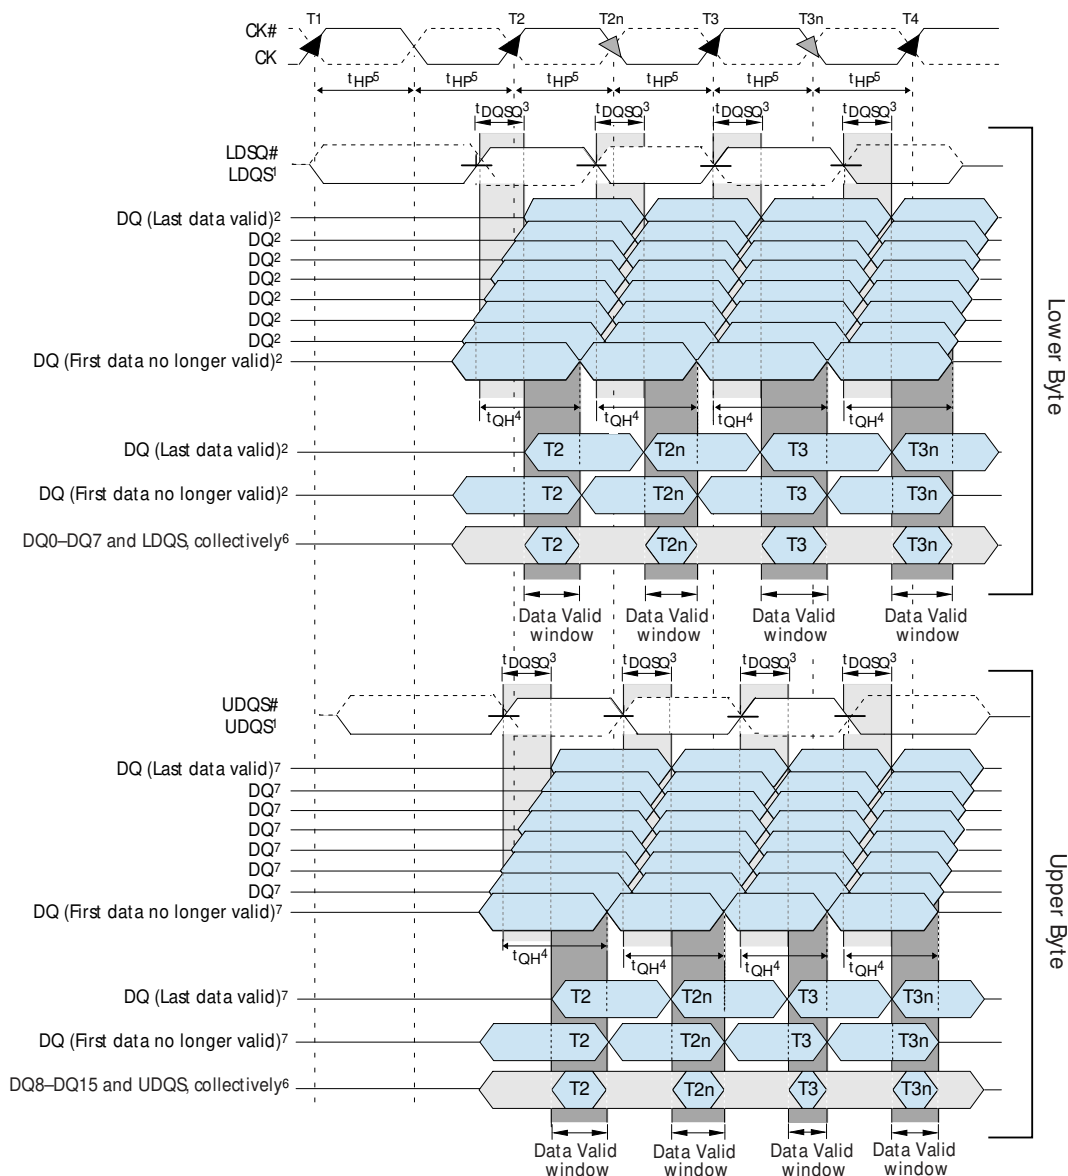 T1 T2 T2n T3 T3n T4
CK#
CK
tHP5 tHP5 tHP5 tHP5 tHP5 tHP5
tDQSQ3 tDQSQ3 tDQSQ3 tDQSQ3
LDSQ#
LDQS1
DQ (Last data valid)2
DQ2
DQ2
DQ2
DQ2
DQ2
DQ2
DQ (First data no longer valid)2
tQH4 tQH4 tQH4 tQH4
DQ (Last data valid)2 T2 T2n T3 T3n
DQ (First data no longer valid)2 T2 T2n T3 T3n
DQ0–DQ7 and LDQS, collectively6 T2 T2n T3 T3n
Data Valid window
Data Valid window
Data Valid window
Data Valid window
Lower Byte
tDQSQ3 tDQSQ3 tDQSQ3 tDQSQ3
UDQS#
UDQS1
DQ (Last data valid)7
DQ7
DQ7
DQ7
DQ7
DQ7
DQ7
DQ (First data no longer valid)7
tQH4 tQH4 tQH4 tQH4
DQ (Last data valid)7 T2 T2n T3 T3n
DQ (First data no longer valid)7 T2 T2n T3 T3n
DQ8–DQ15 and UDQS, collectively6 T2 T2n T3 T3n
Data Valid window
Data Valid window
Data Valid window
Data Valid window
Upper Byte